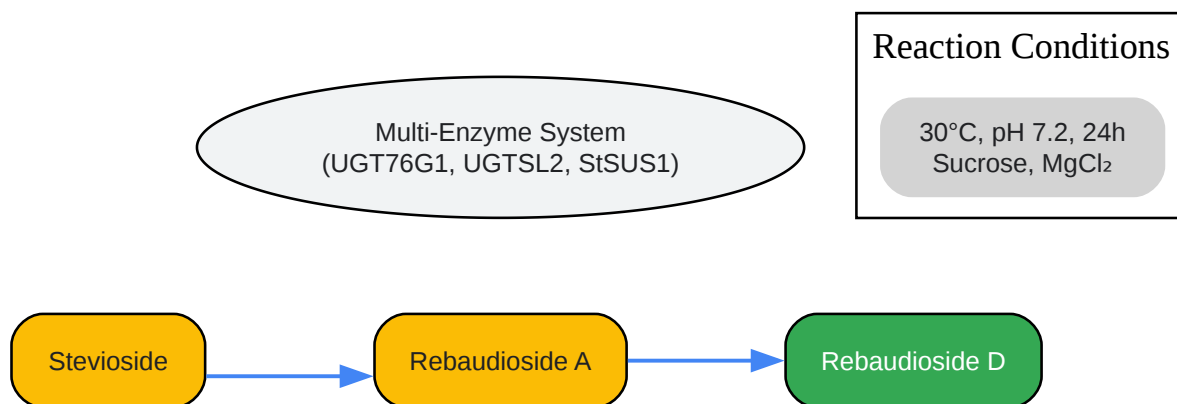 Reaction Conditions
Multi-Enzyme System
(UGT76G1, UGTSL2, StSUS1)
30°C, pH 7.2, 24h
Sucrose, MgCl₂
Stevioside
Rebaudioside A
Rebaudioside D